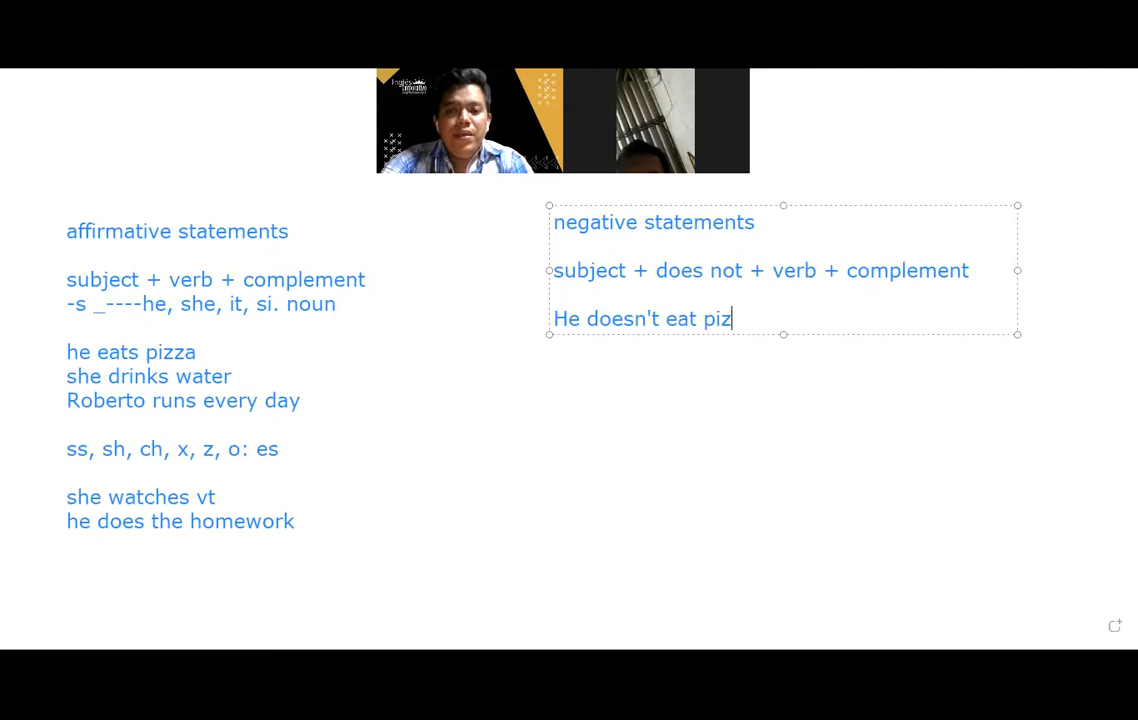 Inglés
Corporativo
affirmative statements
subject + verb + complement
-s _----he, she, it, si. noun
he eats pizza
she drinks water
Roberto runs every day
ss, sh, ch, x, z, o: es
she watches vt
he does the homework
negative statements
subject + does not + verb + complement
He doesn't eat piz